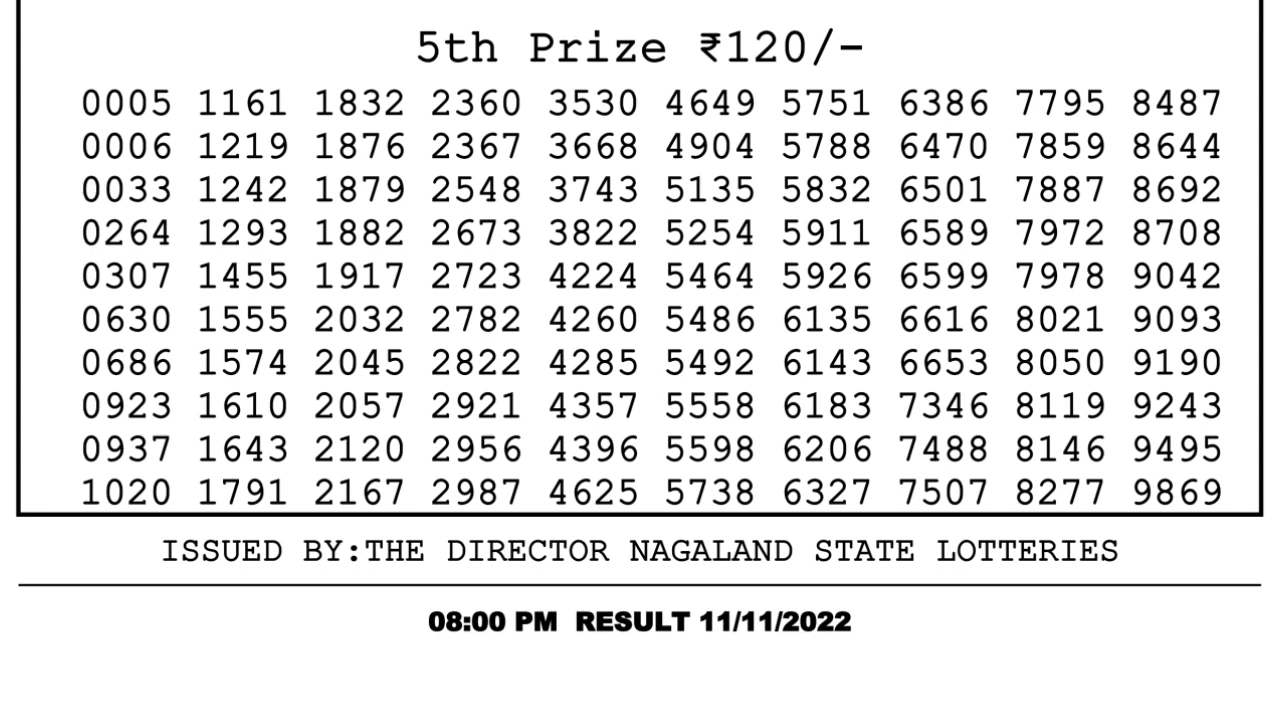 5th Prize ₹120/-
0005 1161 1832 2360 3530 4649 5751 6386 7795 8487
0006 1219 1876 2367 3668 4904 5788 6470 7859 8644
0033 1242 1879 2548 3743 5135 5832 6501 7887 8692
0264 1293 1882 2673 3822 5254 5911 6589 7972 8708
0307 1455 1917 2723 4224 5464 5926 6599 7978 9042
0630 1555 2032 2782 4260 5486 6135 6616 8021 9093
0686 1574 2045 2822 4285 5492 6143 6653 8050 9190
0923 1610 2057 2921 4357 5558 6183 7346 8119 9243
0937 1643 2120 2956 4396 5598 6206 7488 8146 9495
1020 1791 2167 2987 4625 5738 6327 7507 8277 9869
ISSUED BY:THE DIRECTOR NAGALAND STATE LOTTERIES
08:00 PM RESULT 11/11/2022